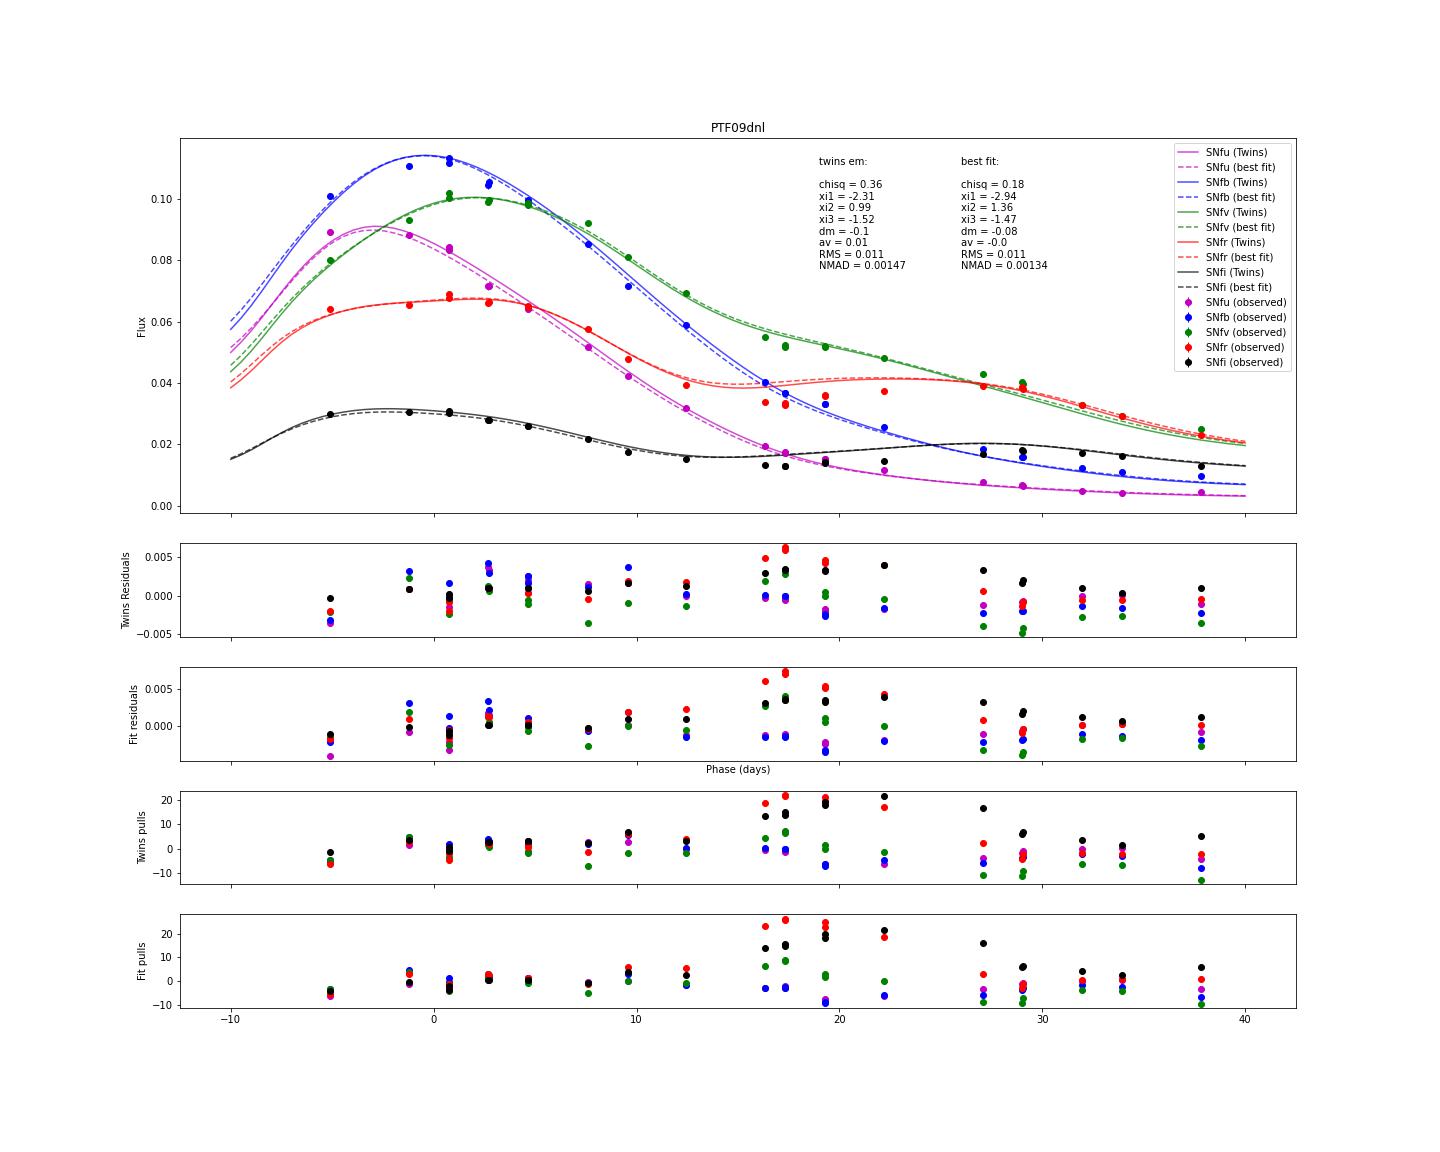 PTF09dnl
Flux
0.10
0.08
0.06
0.04
0.02
0.00
twins em:
chisq = 0.36
xi1 = -2.31
xi2 = 0.99
xi3 = -1.52
dm = -0.1
av = 0.01
RMS = 0.011
NMAD = 0.00147
best fit:
chisq = 0.18
xi1 = -2.94
xi2 = 1.36
xi3 = -1.47
dm = -0.08
av = -0.0
RMS = 0.011
NMAD = 0.00134
SNfu (Twins)
SNfu (best fit)
SNfb (Twins)
SNfb (best fit)
SNfv (Twins)
SNfv (best fit)
SNfr (Twins)
SNfr (best fit)
SNfi (Twins)
SNfi (best fit)
SNfu (observed)
SNfb (observed)
SNfv (observed)
SNfr (observed)
SNfi (observed)
Twins Residuals
0.005
0.000
−0.005
Fit residuals
0.005
0.000
Phase (days)
Twins pulls
20
10
0
−10
Fit pulls
20
10
0
−10
−10 0 10 20 30 40